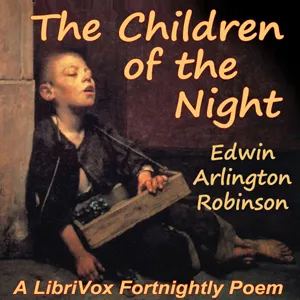 The Children
of the
Night
Edwin
Arlington
Robinson
A LibriVox Fortnightly Poem